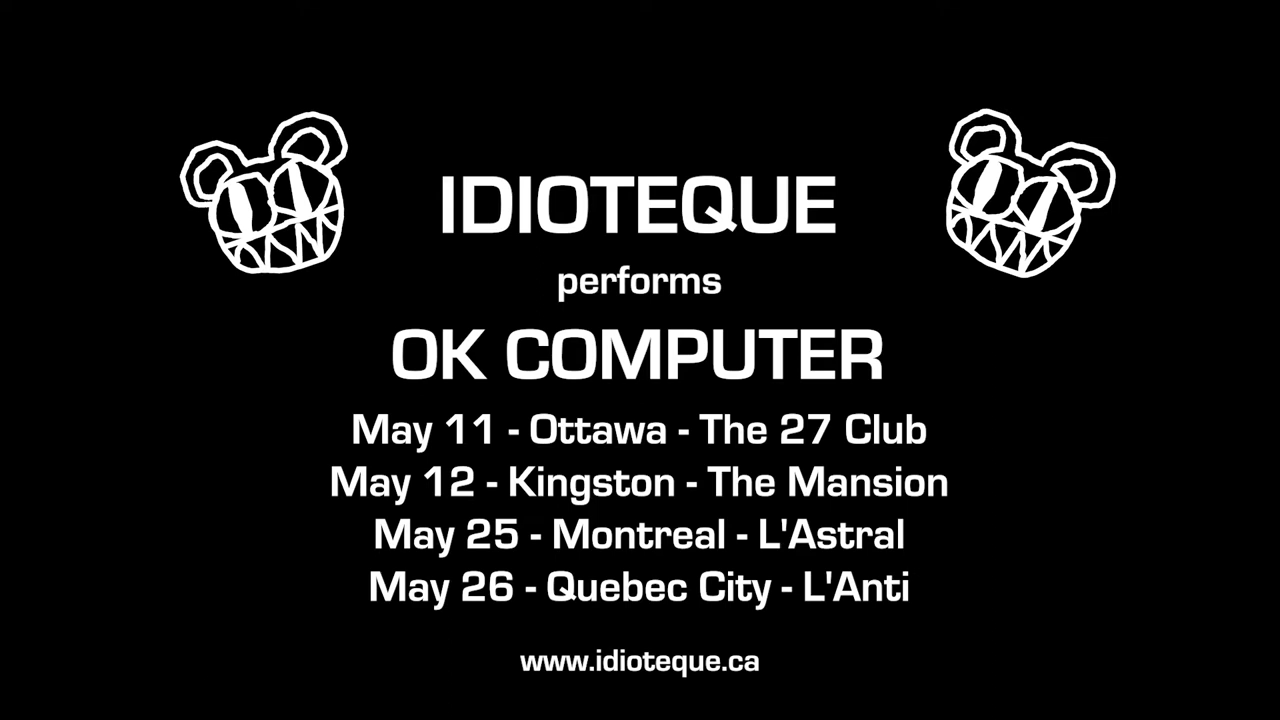 IDIOTEQUE
performs
OK COMPUTER
May 11 - Ottawa - The 27 Club
May 12 - Kingston - The Mansion
May 25 - Montreal - L'Astral
May 26 - Quebec City - L'Anti
www.idioteque.ca